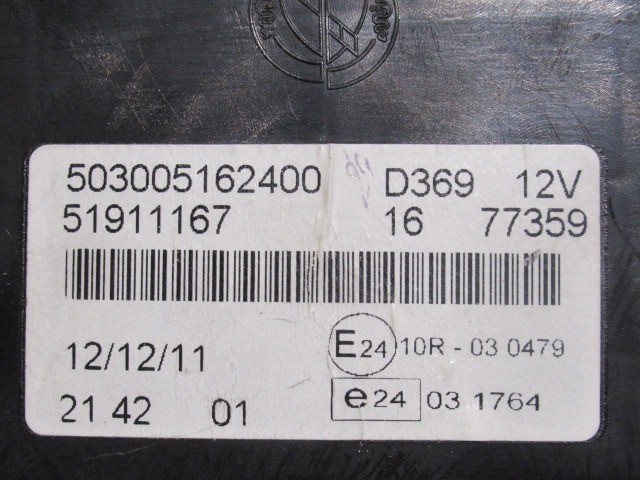 503005162400 D369 12V
51911167 16 77359
12/12/11 E24 10R - 03 0479
21 42 01 e24 03 1764